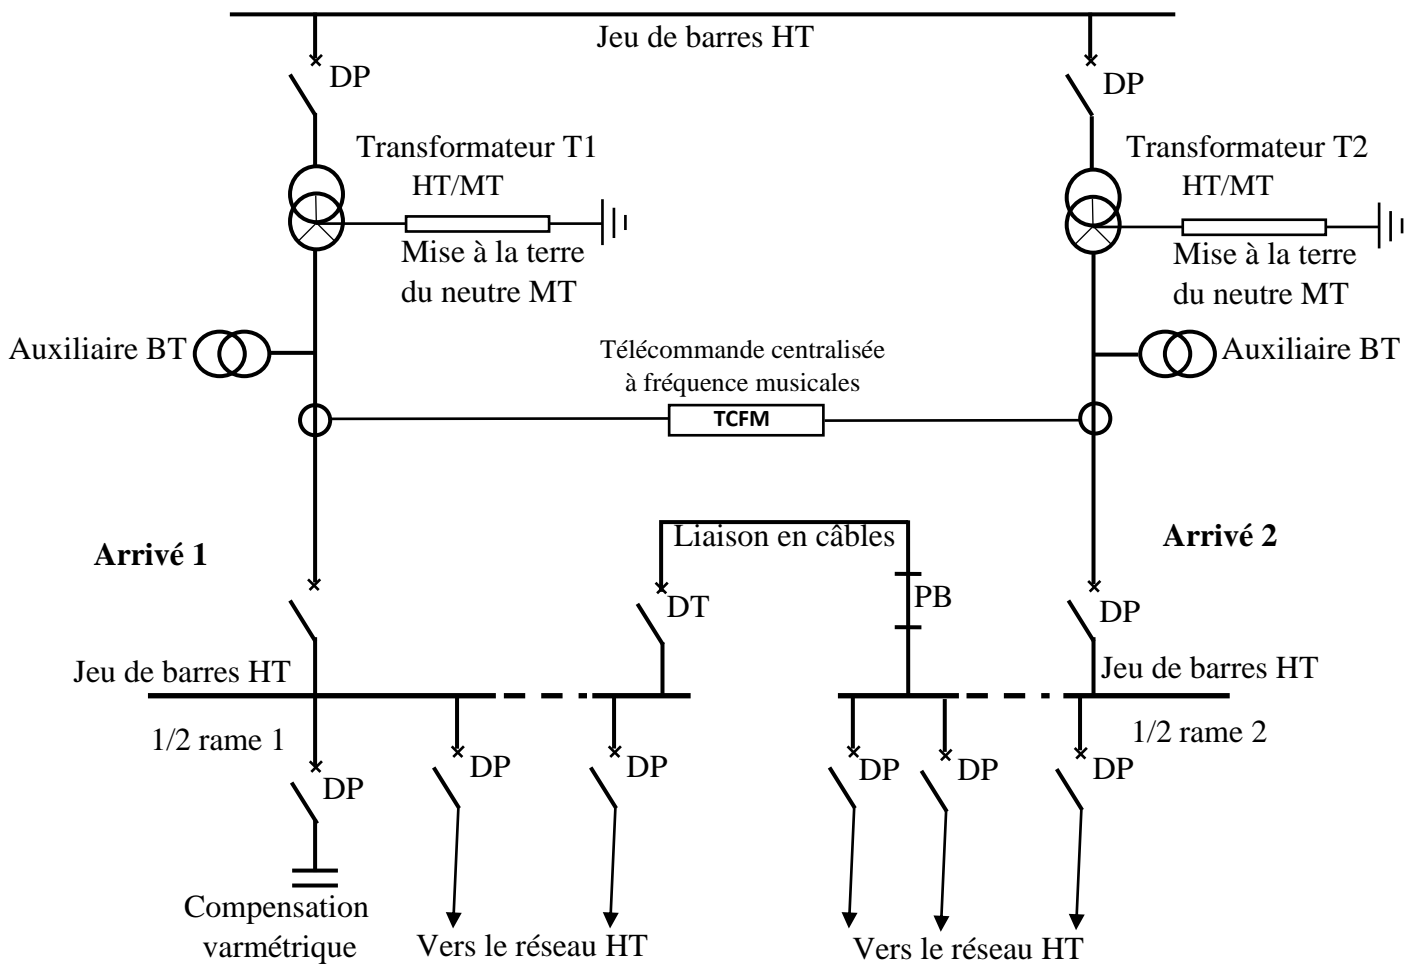 Jeu de barres HT
DP
DP
Transformateur T1
HT/MT
Transformateur T2
HT/MT
Mise à la terre
du neutre MT
Mise à la terre
du neutre MT
Auxiliaire BT
Télécommande centralisée
à fréquence musicales
Auxiliaire BT
TCFM
Arrivé 1
Liaison en câbles
Arrivé 2
DT
PB
DP
Jeu de barres HT
Jeu de barres HT
1/2 rame 1
1/2 rame 2
DP
DP
DP
DP
DP
DP
Compensation
varmétrique
Vers le réseau HT
Vers le réseau HT